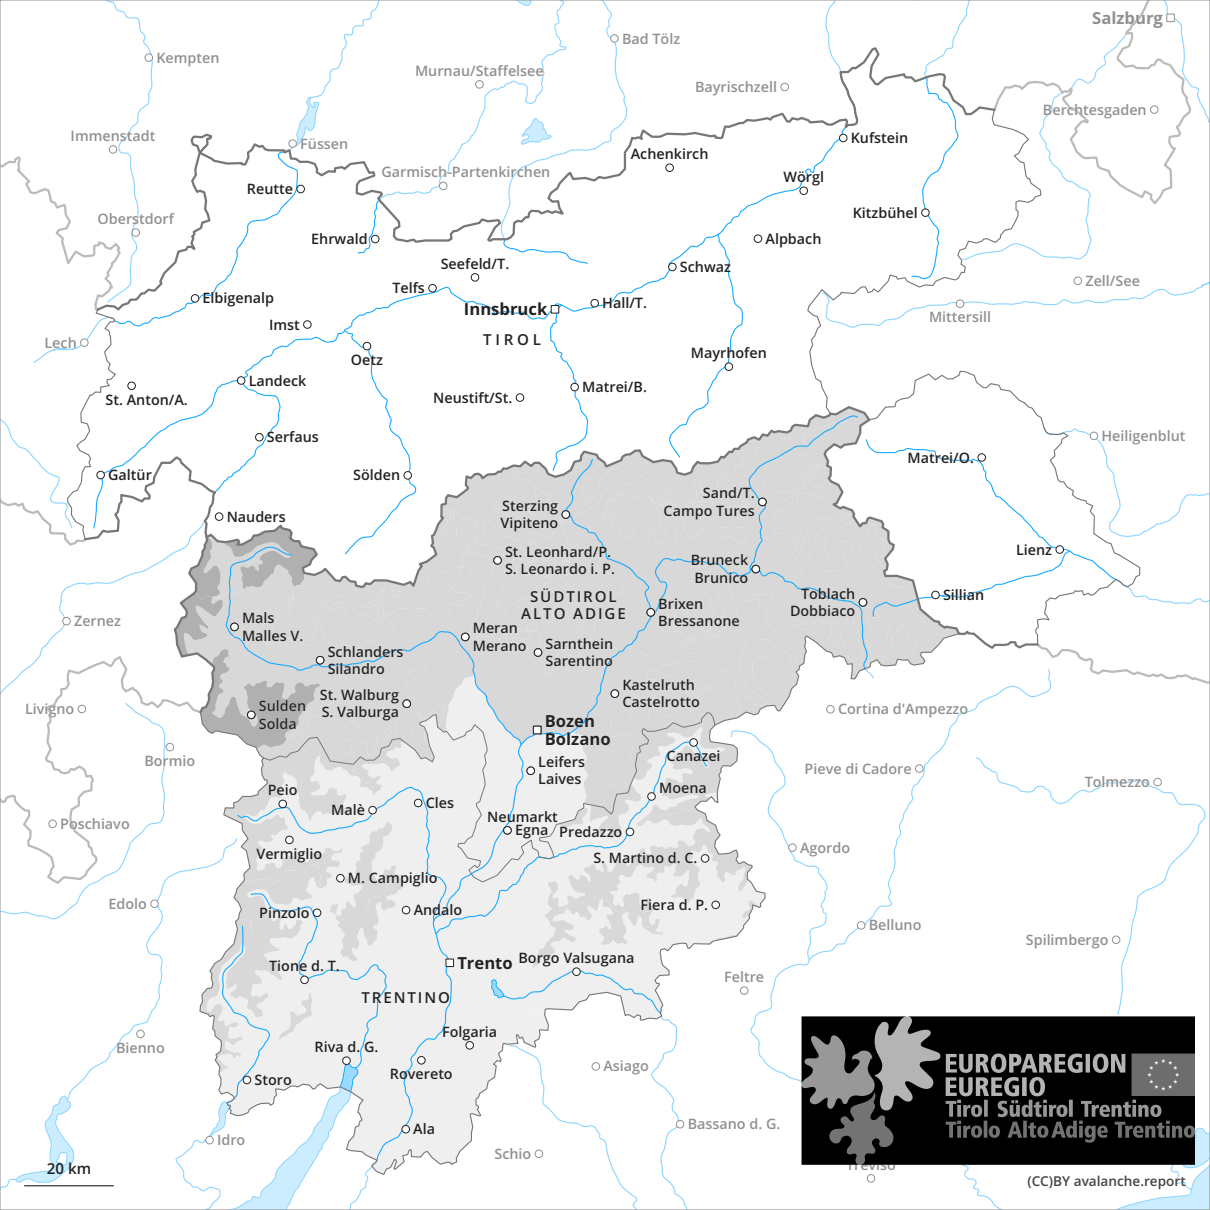 Salzburg
Bad Tölz
Kempten
Murnau/Staffelsee
Bayrischzell
Berchtesgaden
Immenstadt
Füssen
Kufstein
Achenkirch
Garmisch-Partenkirchen
Wörgl
Reutte
Oberstdorf
Kitzbühel
Ehrwald
Alpbach
Seefeld/T.
Schwaz
Zell/See
Telfs
Elbigenalp
Hall/T.
Innsbruck
Mittersill
Imst
TIROL
Lech
Oetz
Mayrhofen
Landeck
Matrei/B.
St. Anton/A.
Neustift/St.
Serfaus
Heiligenblut
Matrei/O.
Galtür
Sölden
Sand/T.
Campo Tures
Sterzing
Vipiteno
Nauders
St. Leonhard/P.
S. Leonardo i. P.
Lienz
Bruneck
Brunico
SÜDTIROL
ALTO ADIGE
Toblach
Dobbiaco
Sillian
Brixen
Bressanone
Mals
Malles V.
Zernez
Meran
Merano
Sarnthein
Sarentino
Schlanders
Silandro
Kastelruth
Castelrotto
St. Walburg
S. Valburga
Sulden
Solda
Livigno
Cortina d'Ampezzo
Bozen
Bolzano
Canazei
Bormio
Leifers
Laives
Pieve di Cadore
Tolmezzo
Peio
Moena
Malè
Cles
Neumarkt
Egna
Predazzo
Poschiavo
Vermiglio
S. Martino d. C.
Agordo
M. Campiglio
Edolo
Pinzolo
Andalo
Fiera d. P.
Belluno
Spilimbergo
Trento
Borgo Valsugana
Tione d. T.
Feltre
TRENTINO
Folgaria
Bienno
Riva d. G.
Asiago
Rovereto
Storo
EUROPAREGION
EUREGIO
Tirol Südtirol Trentino
Tirolo Alto Adige Trentino
Bassano d. G.
Ala
Idro
Schio
Treviso
20 km
(CC)BY avalanche.report